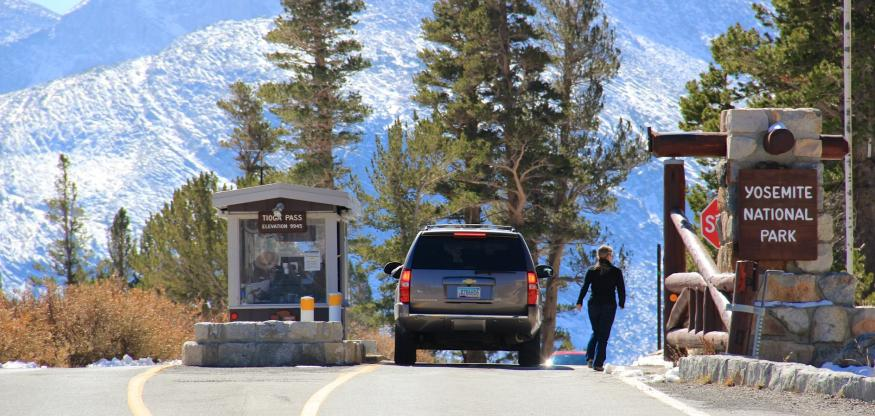 TIOGA PASS
ELEVATION 9945
YOSEMITE
NATIONAL
PARK
S